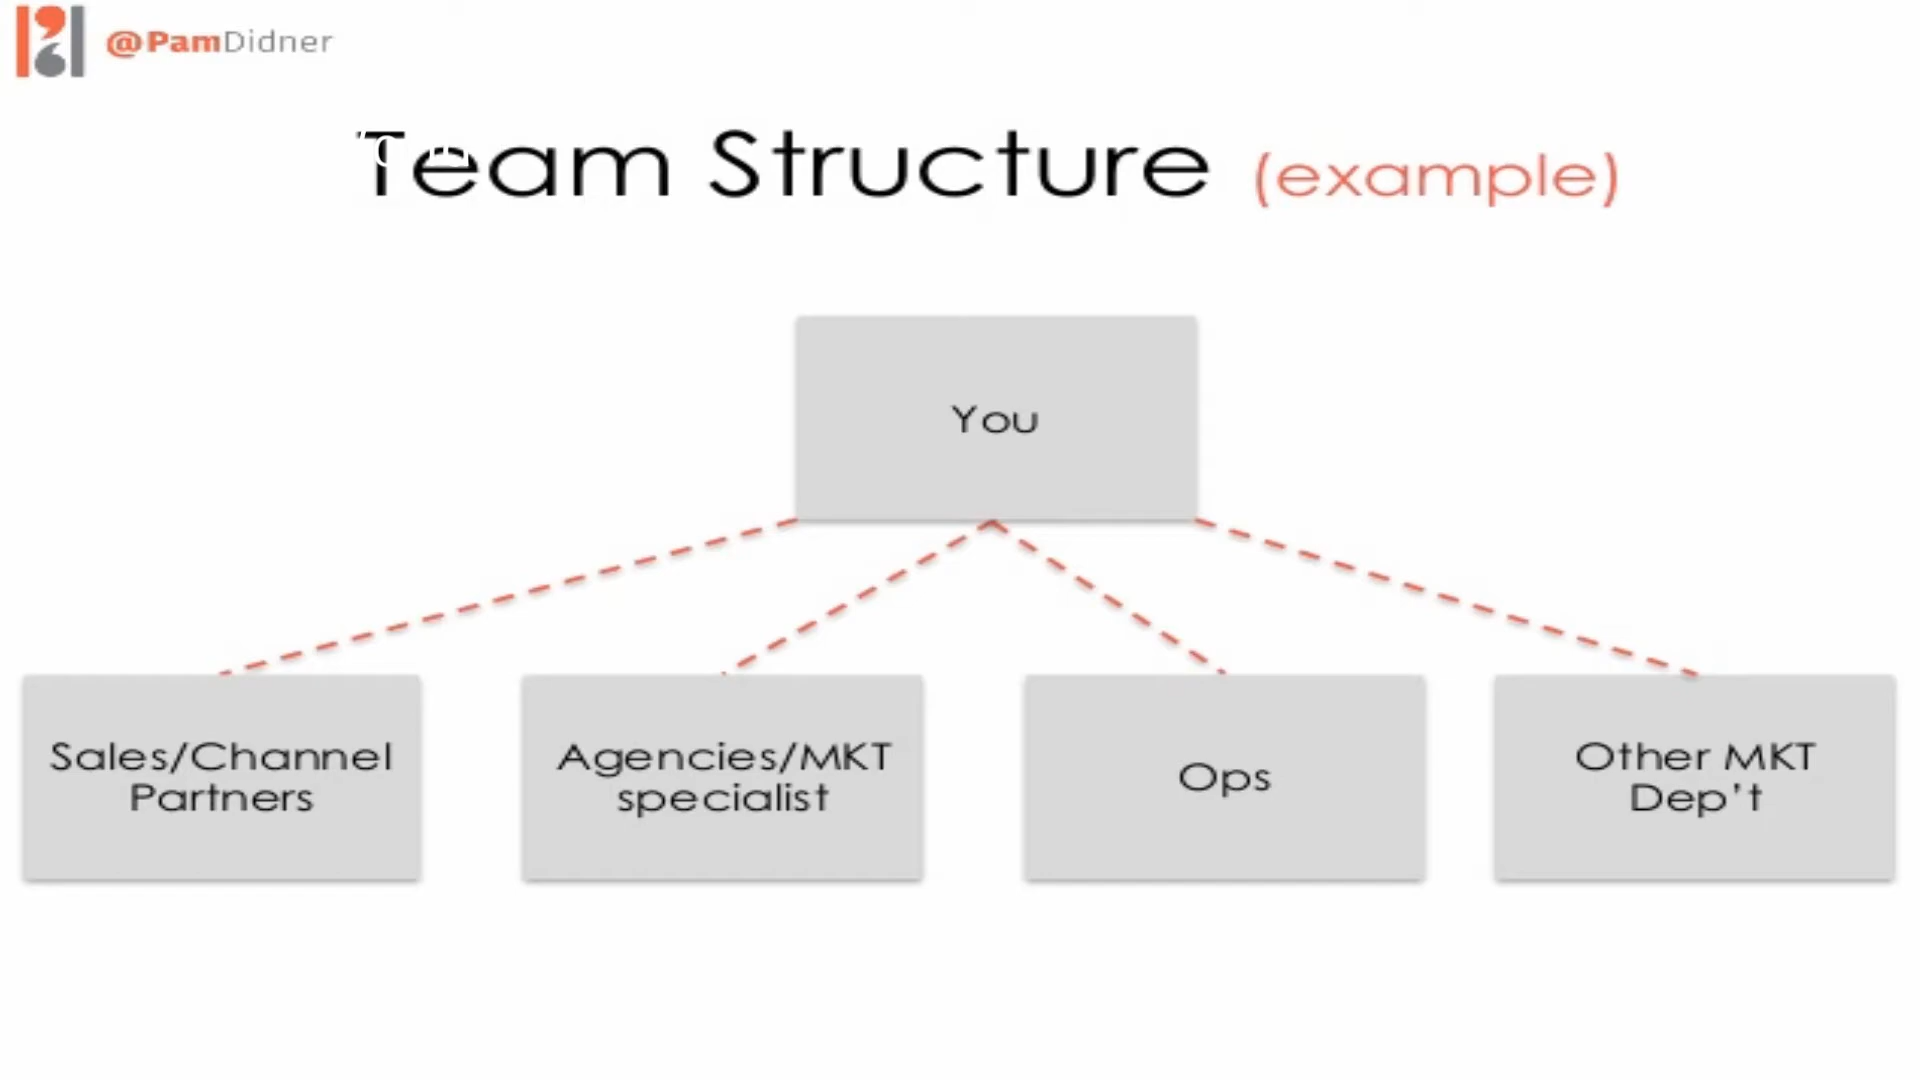 @PamDidner
Team Structure (example)
You
Sales/Channel
Partners
Agencies/MKT
specialist
Ops
Other MKT
Dep’t